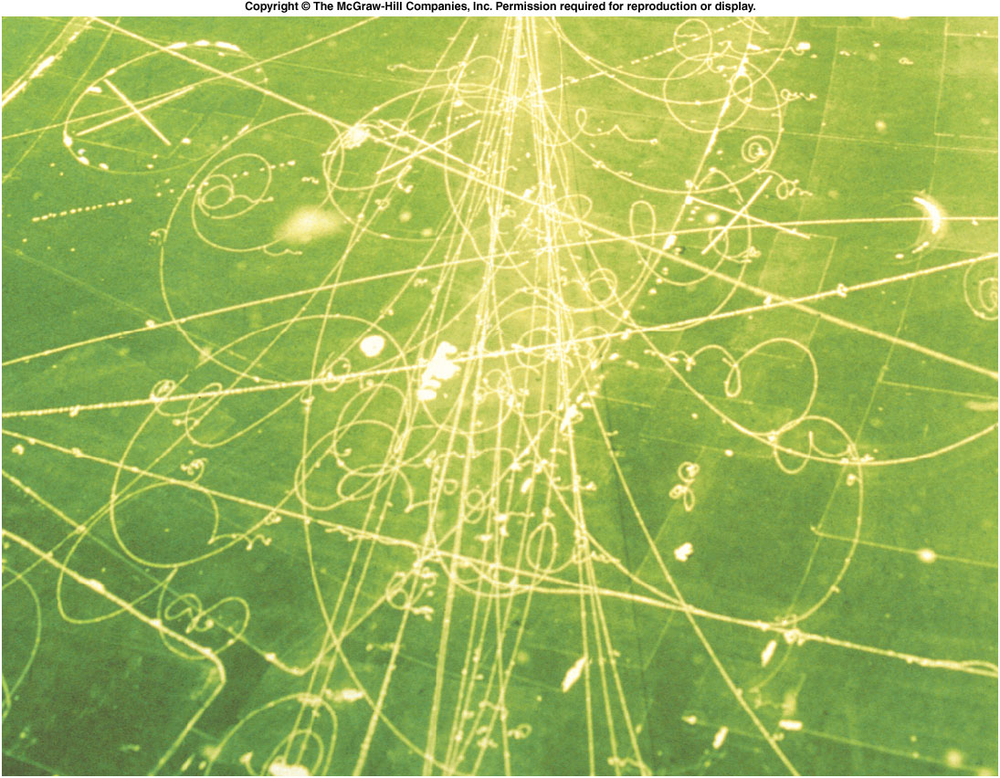 Copyright © The McGraw-Hill Companies, Inc. Permission required for reproduction or display.